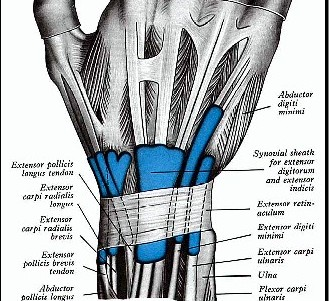 Abductor
digiti
minimi
Extensor pollicis
longus tendon
Extensor
carpi radialis
longus
Extensor
carpi radialis
brevis
Extensor
pollicis brevis
tendon
Abductor
pollicis longus
Synovial sheath
for extensor
digitorum
and extensor
indicis
Extensor retin-
aculum
Extensor digiti
minimi
Extensor carpi
ulnaris
Ulna
Flexor carpi
ulnaris